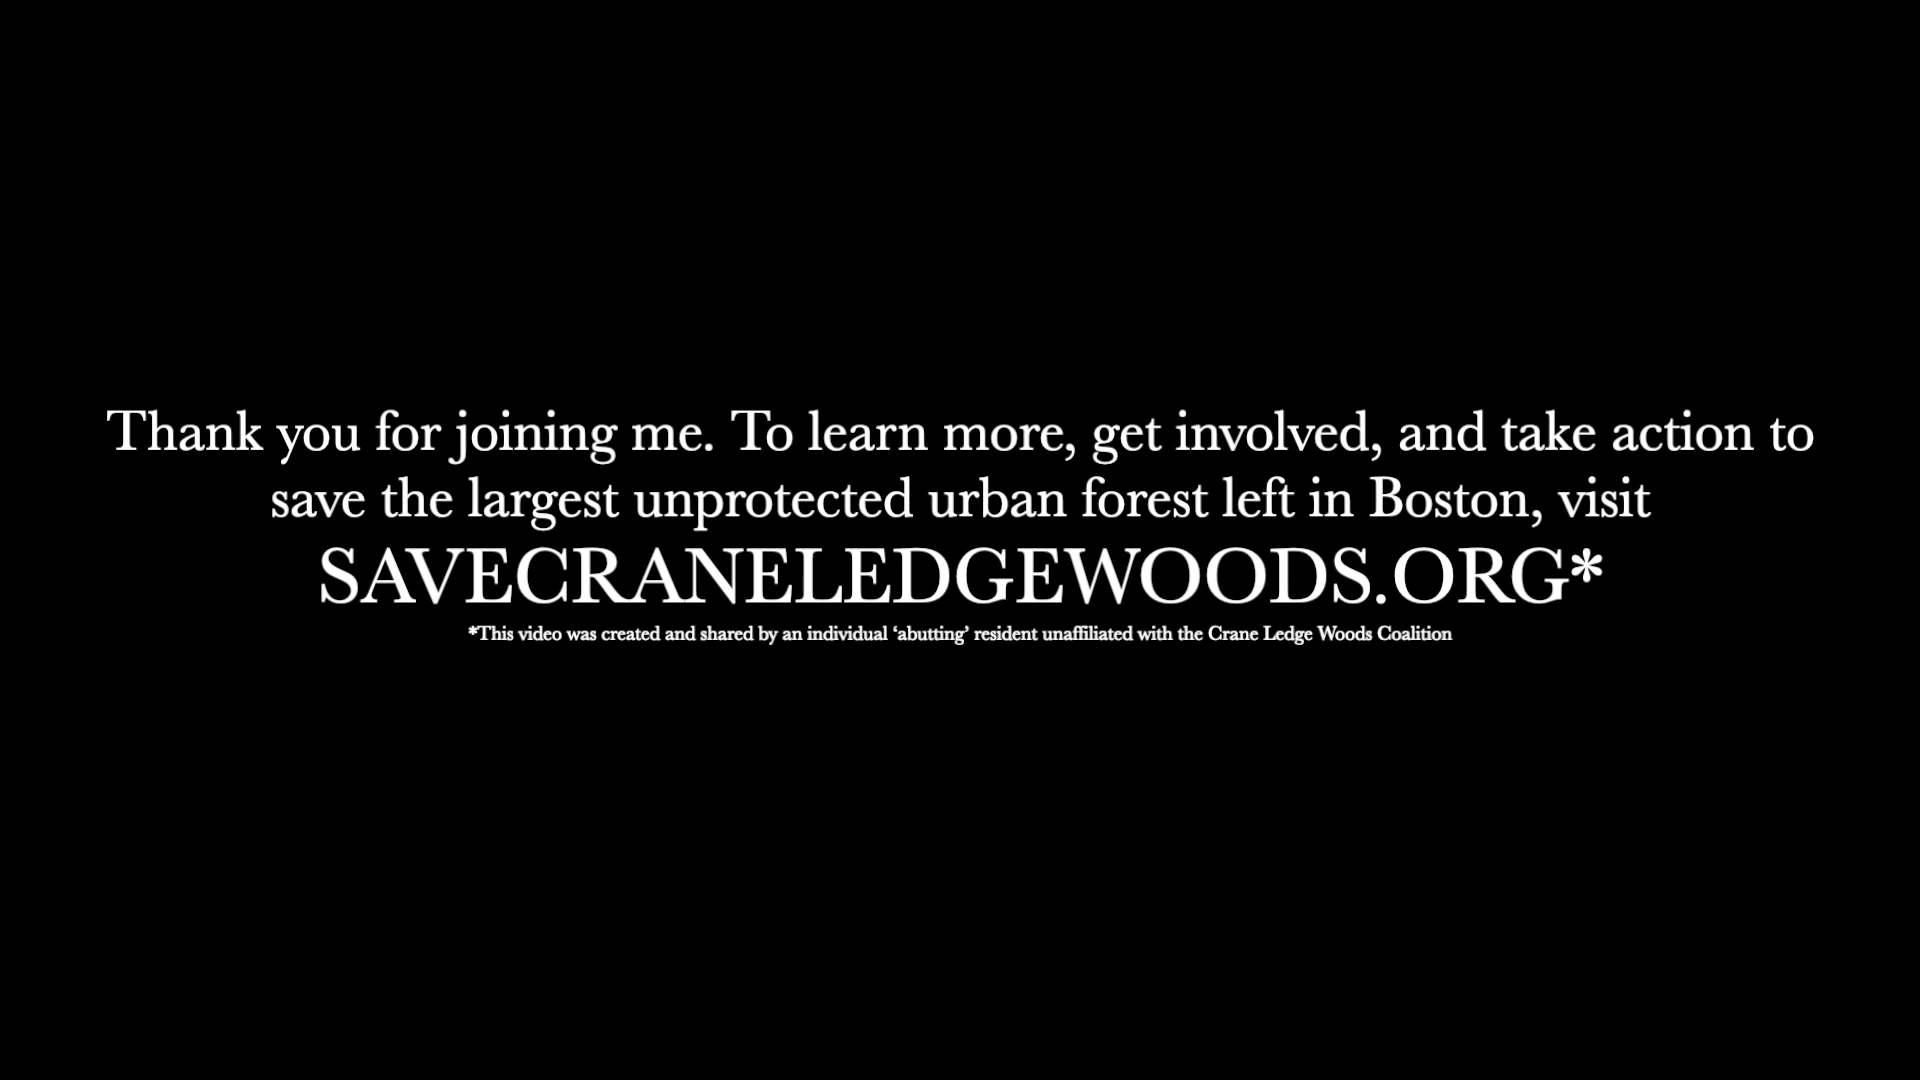 Thank you for joining me. To learn more, get involved, and take action to
save the largest unprotected urban forest left in Boston, visit
SAVECRANELEDGEWOODS.ORG*
*This video was created and shared by an individual ‘abutting’ resident unaffiliated with the Crane Ledge Woods Coalition